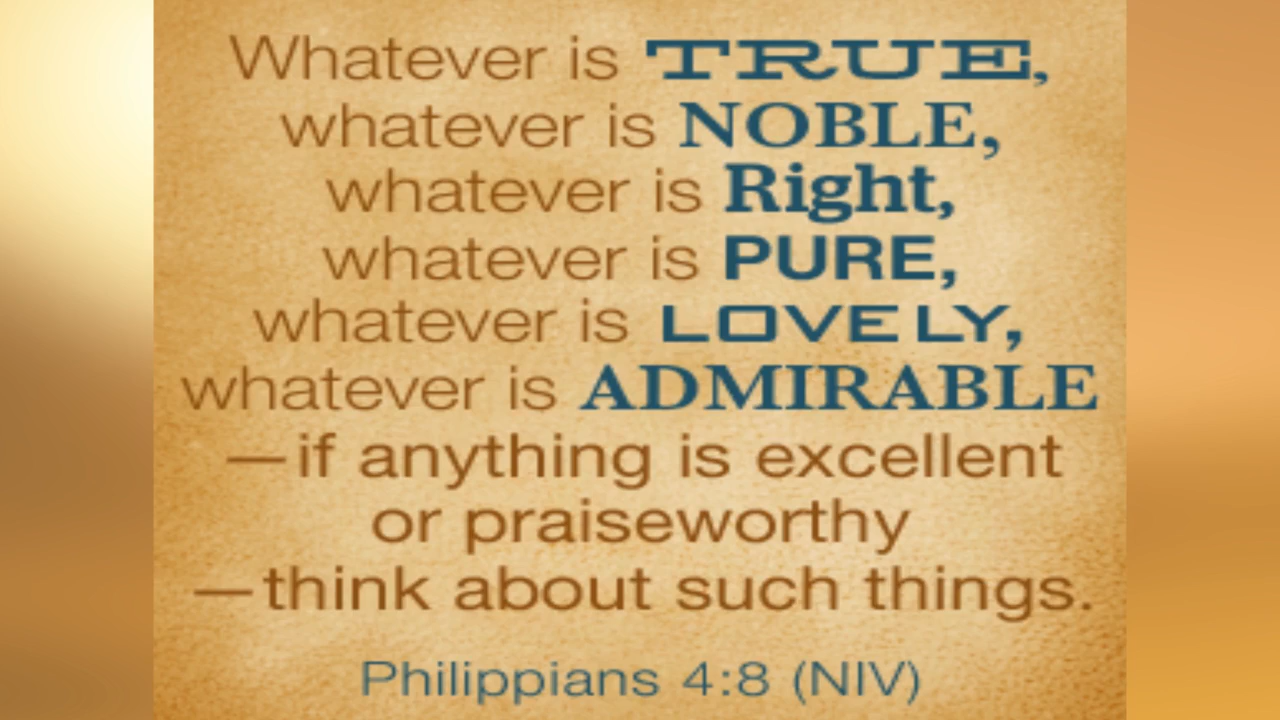 Whatever is TRUE,
whatever is NOBLE,
whatever is Right,
whatever is PURE,
whatever is LOVELY,
whatever is ADMIRABLE
—if anything is excellent
or praiseworthy
—think about such things.
Philippians 4:8 (NIV)